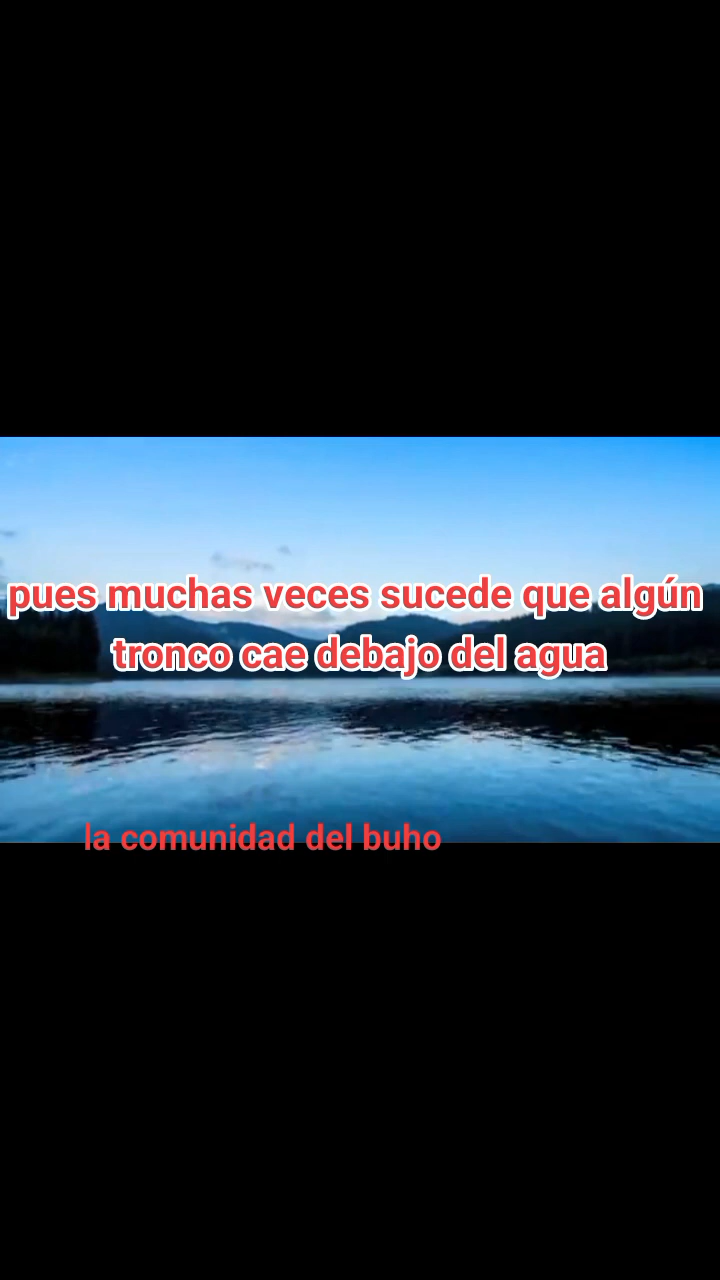 pues muchas veces sucede que algún
tronco cae debajo del agua
la comunidad del buho